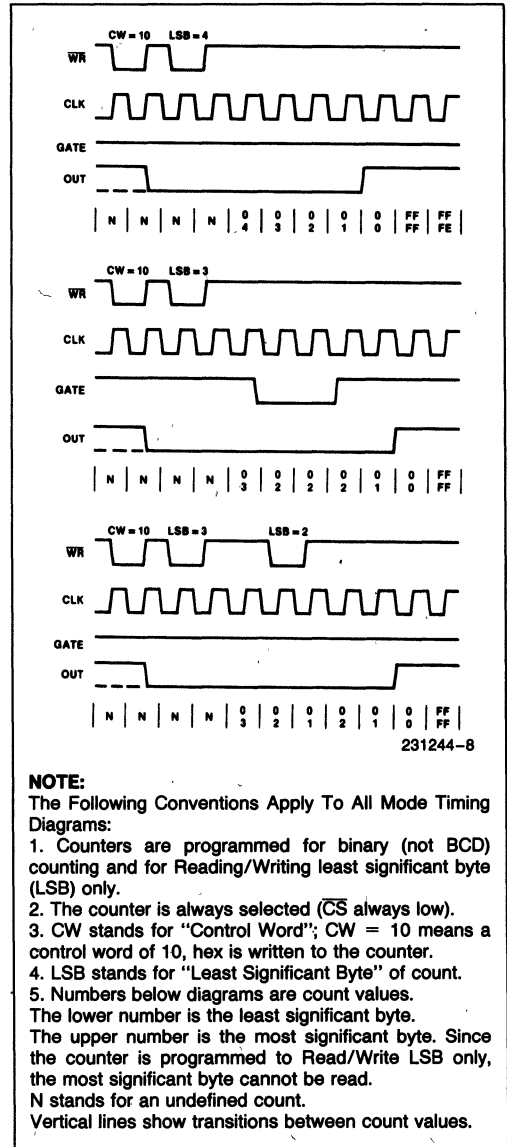 CW = 10 LSB = 4
WR
CLK
GATE
OUT
N N N N 0 0 0 0 0 FF FF
4 3 2 1 0 FF FE
CW = 10 LSB = 3
WR
CLK
GATE
OUT
N N N N 0 0 0 0 0 0 FF
3 2 2 2 1 0 FF
CW = 10 LSB = 3 LSB = 2
WR
CLK
GATE
OUT
N N N N 0 0 0 0 0 0 FF
3 2 1 2 1 0 FF
231244-8
NOTE:
The Following Conventions Apply To All Mode Timing
Diagrams:
1. Counters are programmed for binary (not BCD)
counting and for Reading/Writing least significant byte
(LSB) only.
2. The counter is always selected (CS always low).
3. CW stands for "Control Word"; CW = 10 means a
control word of 10, hex is written to the counter.
4. LSB stands for "Least Significant Byte" of count.
5. Numbers below diagrams are count values.
The lower number is the least significant byte.
The upper number is the most significant byte. Since
the counter is programmed to Read/Write LSB only,
the most significant byte cannot be read.
N stands for an undefined count.
Vertical lines show transitions between count values.